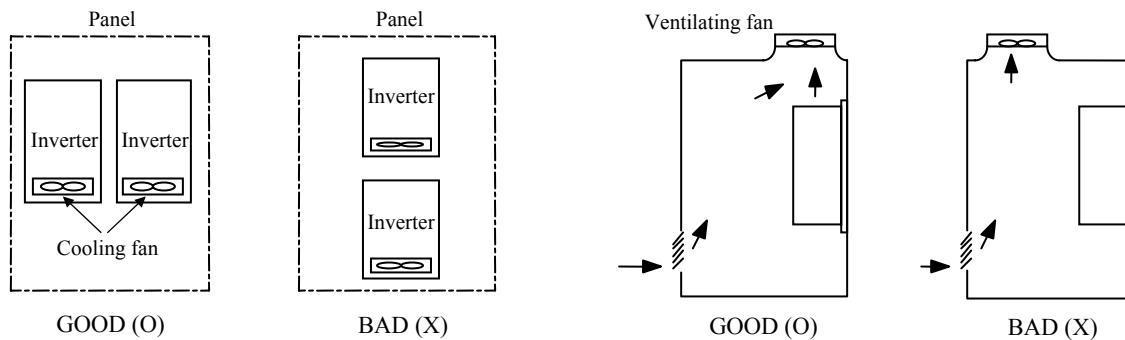 Panel
Inverter Inverter
Cooling fan
GOOD (O)
Panel
Inverter
Inverter
BAD (X)
Ventilating fan
GOOD (O)
BAD (X)